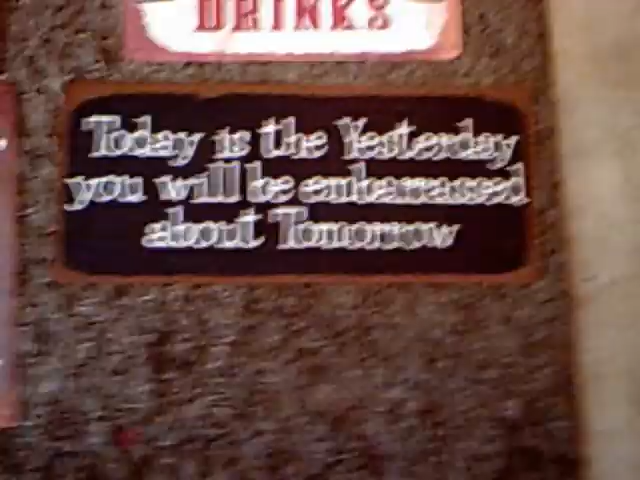 DRINKS
Today is the Yesterday
you will be embarrassed
about Tomorrow